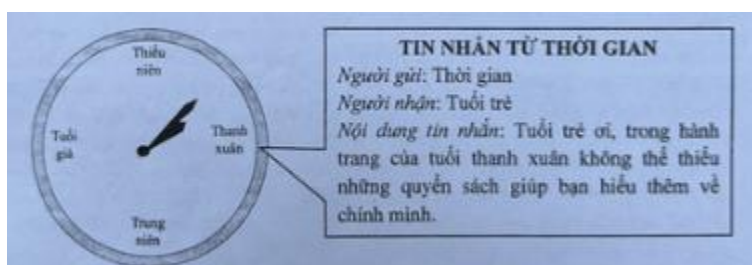 Thiếu
niên
Tuổi
già
Thanh
xuân
Trung
niên
TIN NHẮN TỪ THỜI GIAN
Người gửi: Thời gian
Người nhận: Tuổi trẻ
Nội dung tin nhắn: Tuổi trẻ ơi, trong hành
trang của tuổi thanh xuân không thể thiếu
những quyển sách giúp bạn hiểu thêm về
chính mình.